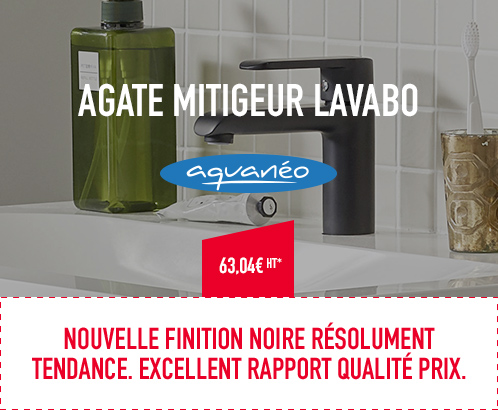 AGATE MITIGEUR LAVABO
aquanéo
63,04€ HT*
NOUVELLE FINITION NOIRE RÉSOLUMENT
TENDANCE. EXCELLENT RAPPORT QUALITÉ PRIX.